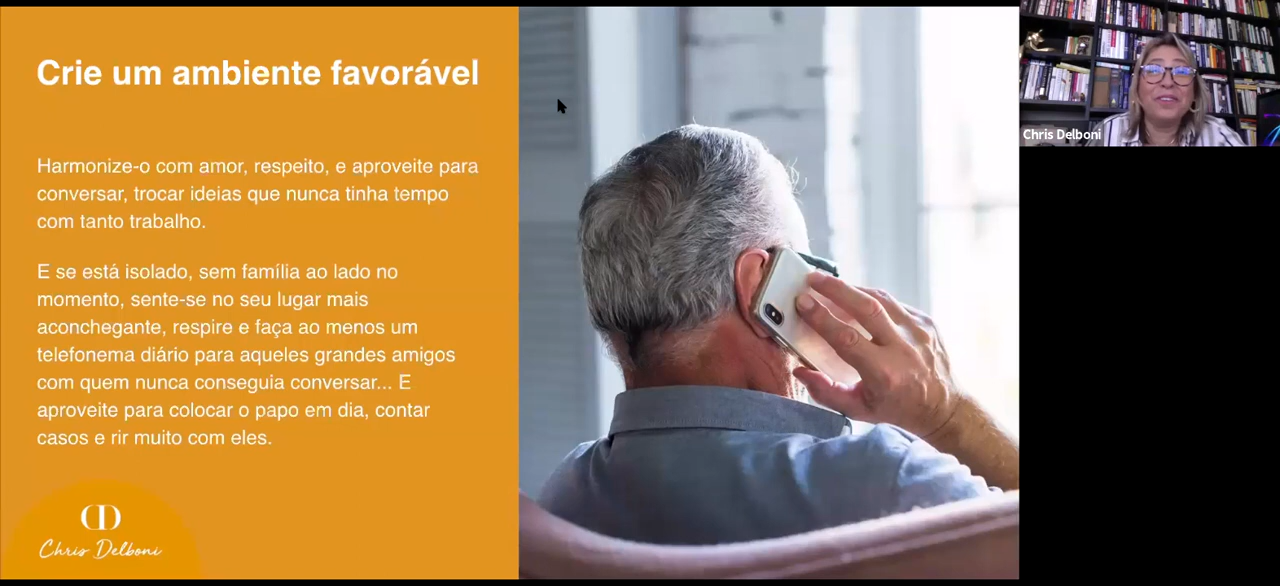 Crie um ambiente favorável
Harmonize-o com amor, respeito, e aproveite para
conversar, trocar ideias que nunca tinha tempo
com tanto trabalho.
E se está isolado, sem família ao lado no
momento, sente-se no seu lugar mais
aconchegante, respire e faça ao menos um
telefonema diário para aqueles grandes amigos
com quem nunca conseguia conversar... E
aproveite para colocar o papo em dia, contar
casos e rir muito com eles.
CD
Chris Delboni
Chris Delboni